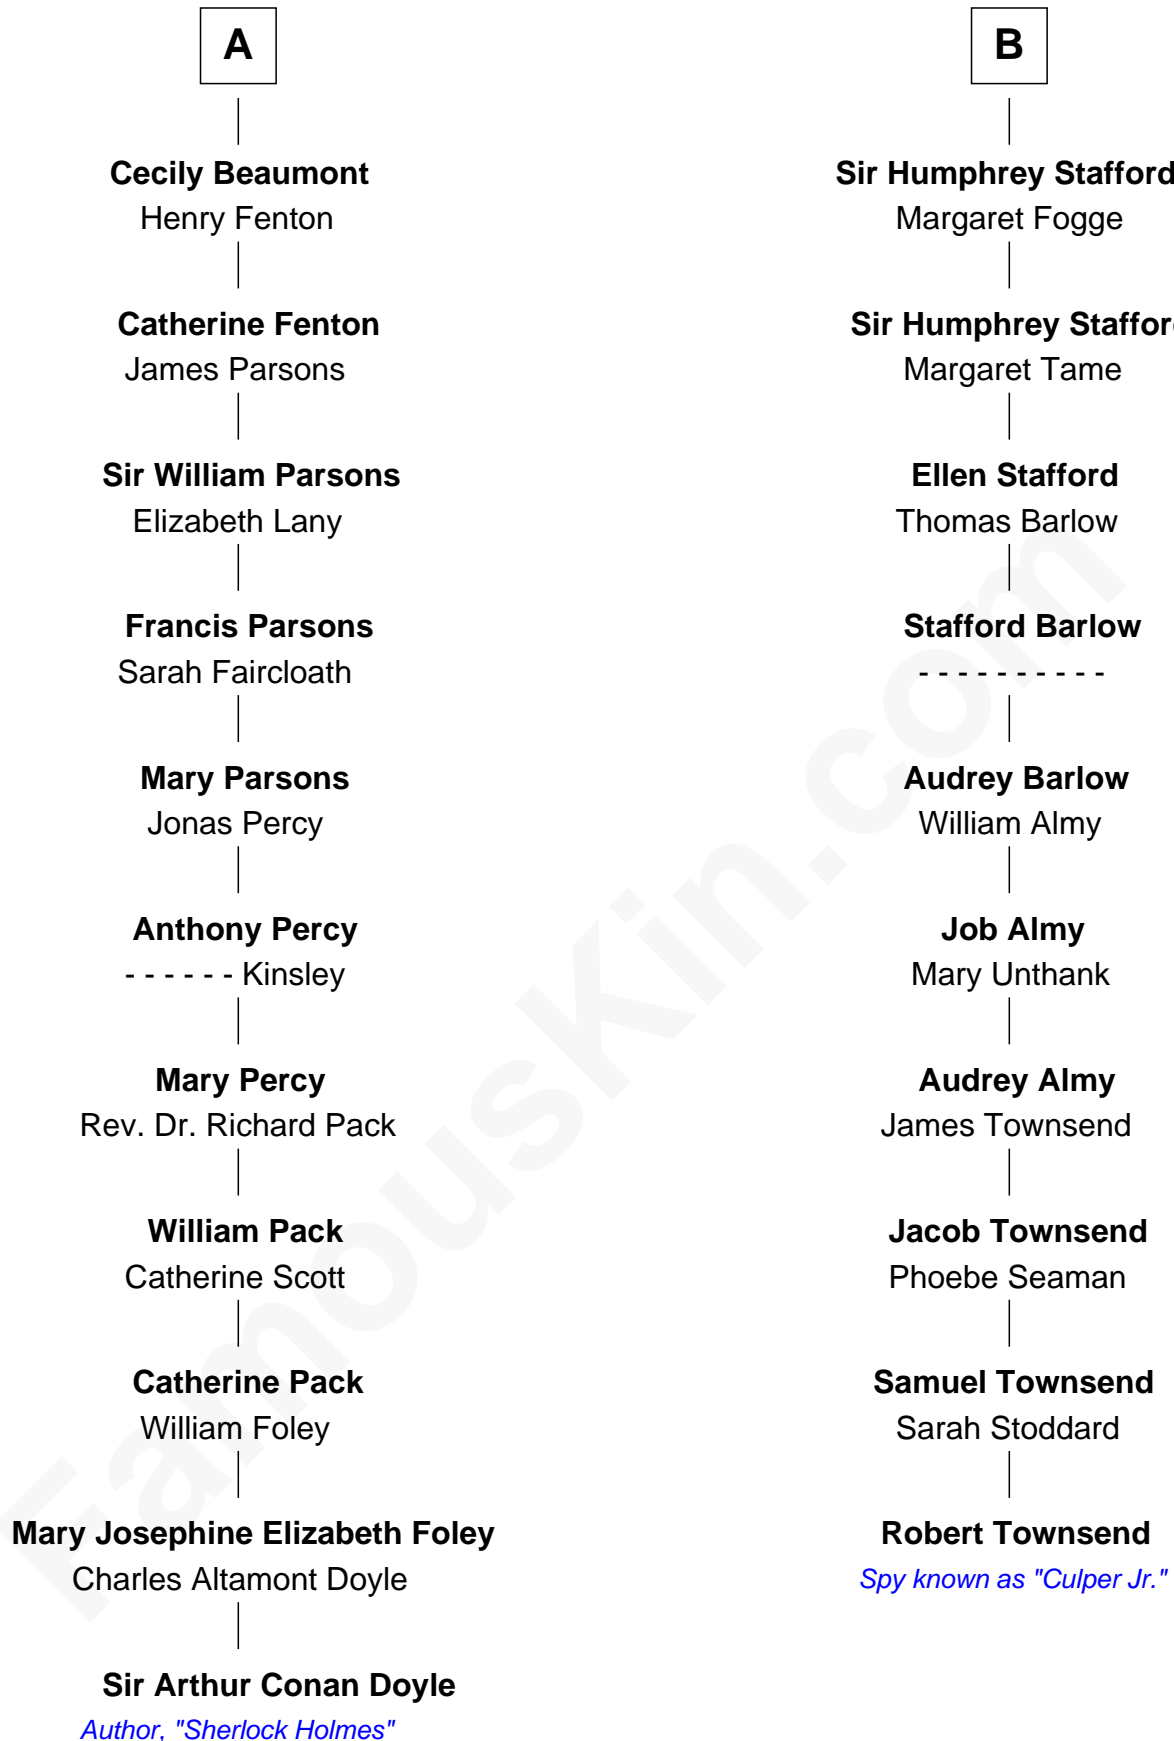 A
Cecily Beaumont
Henry Fenton
Catherine Fenton
James Parsons
Sir William Parsons
Elizabeth Lany
Francis Parsons
Sarah Faircloath
Mary Parsons
Jonas Percy
Anthony Percy
- - - - - - Kinsley
Mary Percy
Rev. Dr. Richard Pack
William Pack
Catherine Scott
Catherine Pack
William Foley
Mary Josephine Elizabeth Foley
Charles Altamont Doyle
Sir Arthur Conan Doyle
Author, "Sherlock Holmes"
B
Sir Humphrey Stafford
Margaret Fogge
Sir Humphrey Stafford
Margaret Tame
Ellen Stafford
Thomas Barlow
Stafford Barlow
- - - - - - - - - -
Audrey Barlow
William Almy
Job Almy
Mary Unthank
Audrey Almy
James Townsend
Jacob Townsend
Phoebe Seaman
Samuel Townsend
Sarah Stoddard
Robert Townsend
Spy known as "Culper Jr."
FamousKin.com